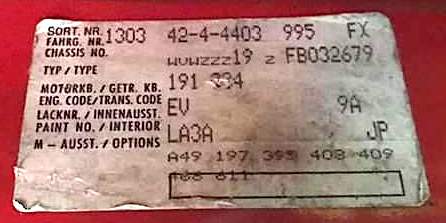 SORT. NR. 1303 42-4-4403 995 FX
FAHRG. NR.
CHASSIS NO. WVWZZZ19 Z FB032679
TYP / TYPE 191 334
MOTORKB. / GETR. KB.
ENG. CODE/TRANS. CODE EV 9A
LACKNR. / INNENAUSST.
PAINT NO. / INTERIOR LA3A JP
M – AUSST. / OPTIONS
A49 197 395 408 409
611